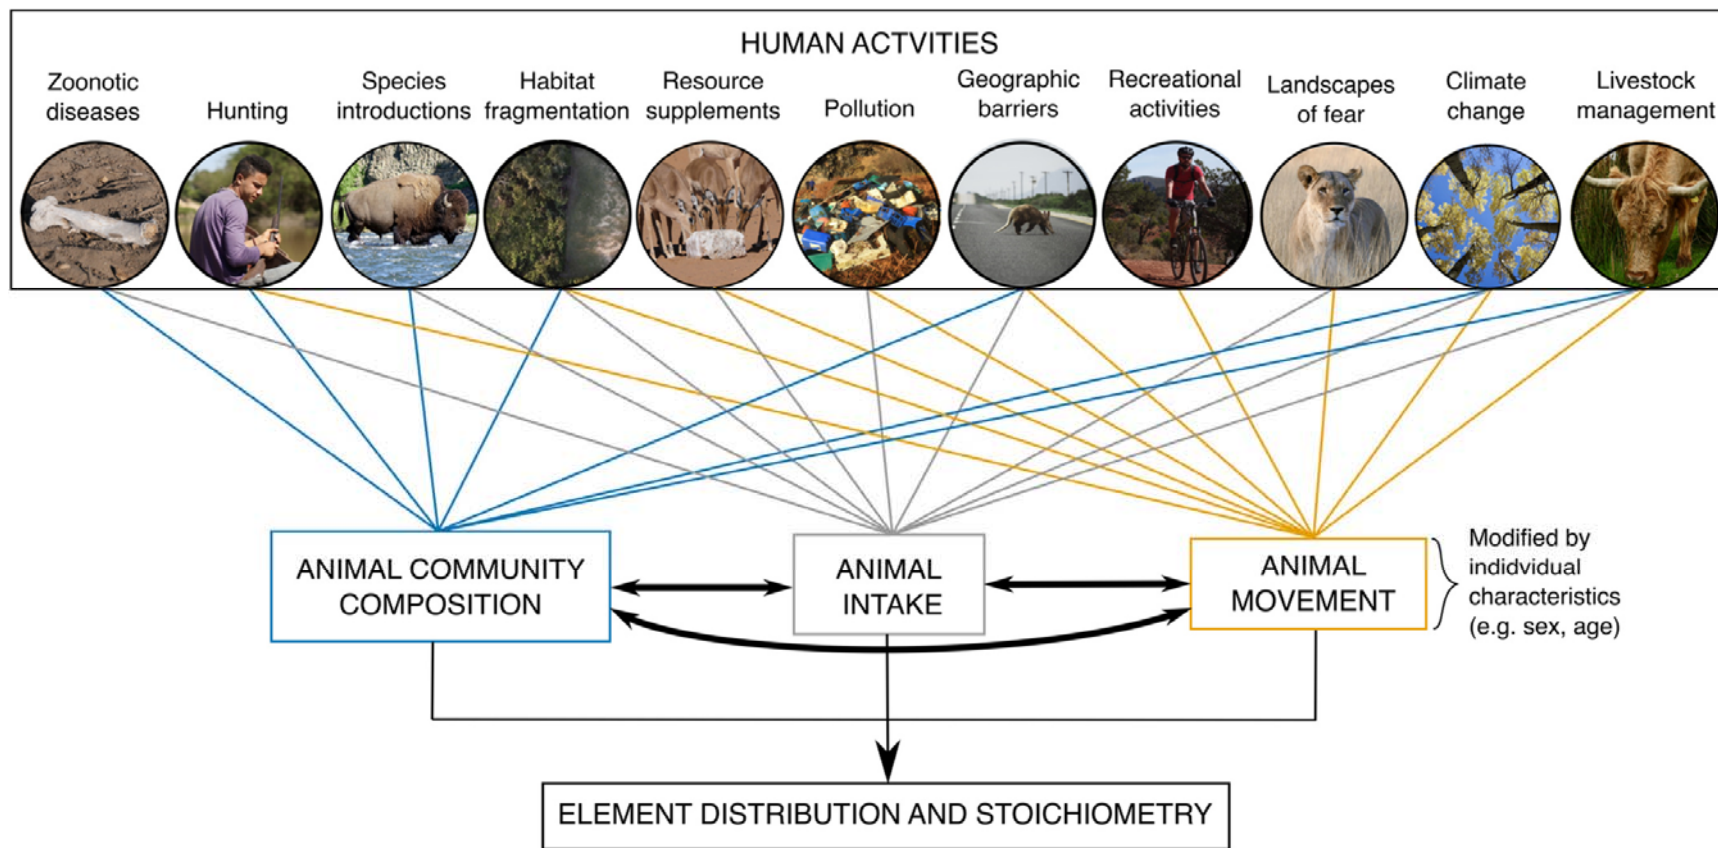 HUMAN ACTVITIES
Zoonotic
diseases
Hunting
Species
introductions
Habitat
fragmentation
Resource
supplements
Pollution
Geographic
barriers
Recreational
activities
Landscapes
of fear
Climate
change
Livestock
management
ANIMAL COMMUNITY
COMPOSITION
ANIMAL
INTAKE
ANIMAL
MOVEMENT
Modified by
indidvidual
characteristics
(e.g. sex, age)
ELEMENT DISTRIBUTION AND STOICHIOMETRY